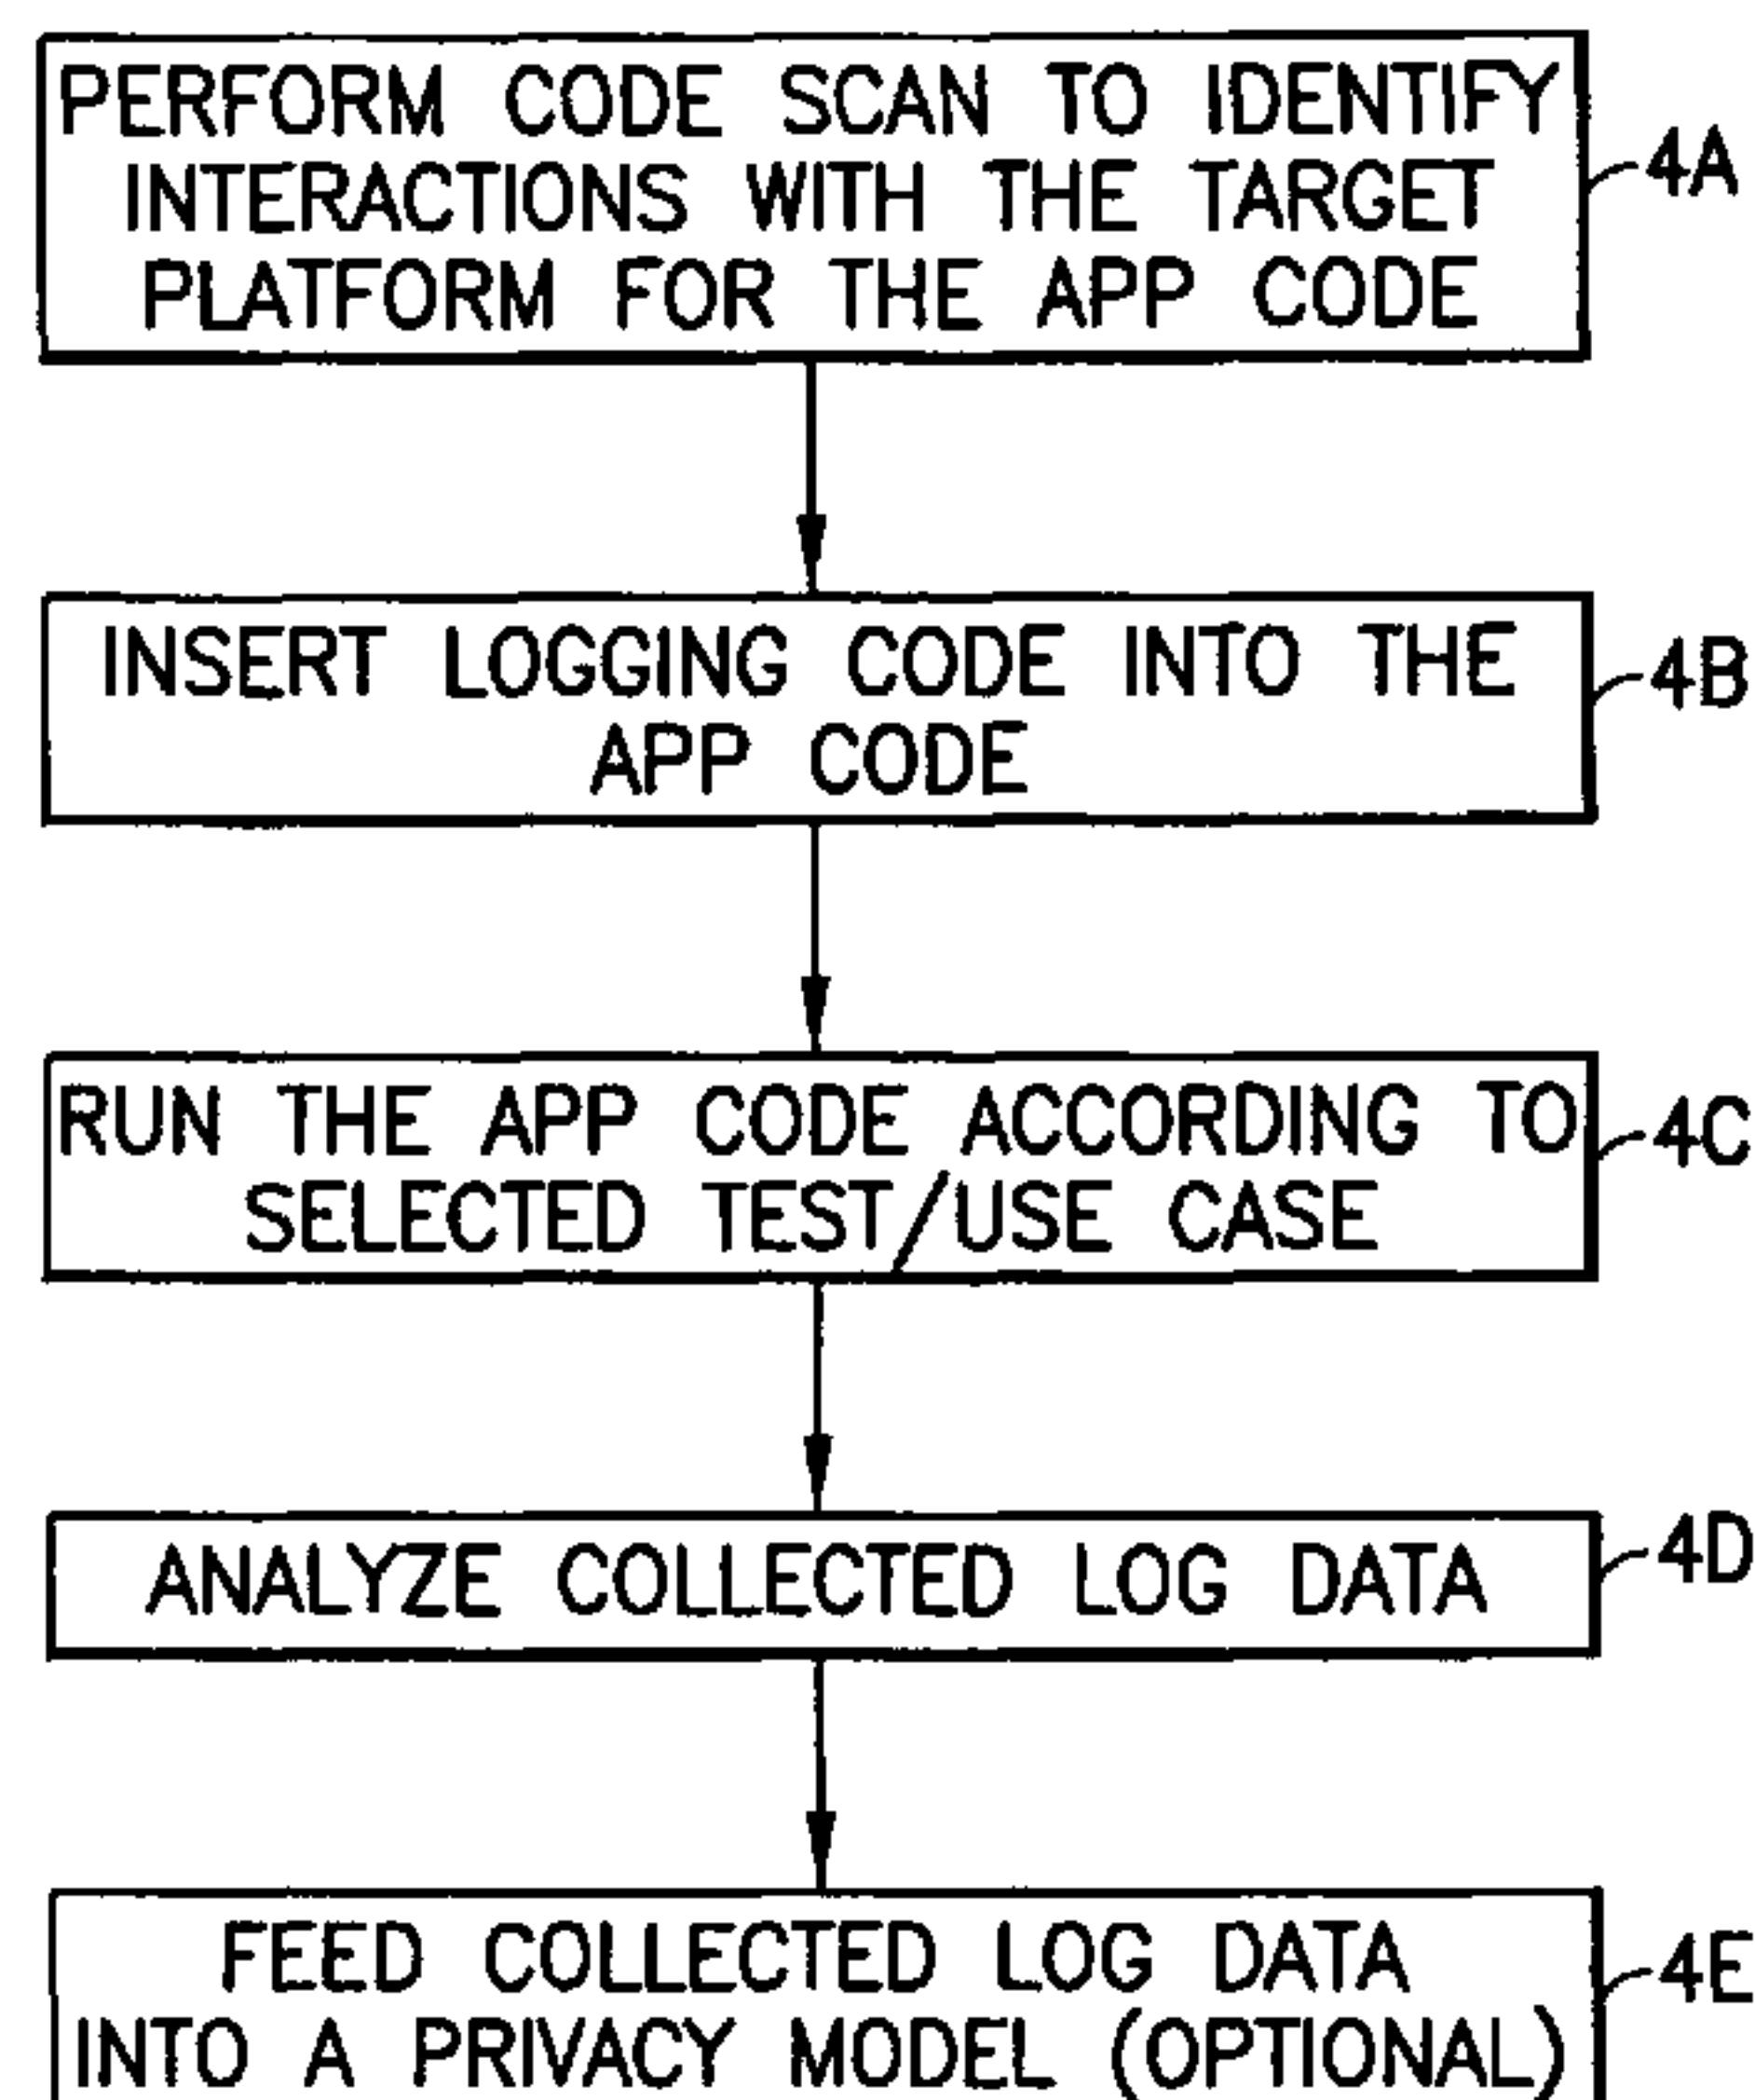 PERFORM CODE SCAN TO IDENTIFY
INTERACTIONS WITH THE TARGET
PLATFORM FOR THE APP CODE
4A
INSERT LOGGING CODE INTO THE
APP CODE
4B
RUN THE APP CODE ACCORDING TO
SELECTED TEST/USE CASE
4C
ANALYZE COLLECTED LOG DATA
4D
FEED COLLECTED LOG DATA
INTO A PRIVACY MODEL (OPTIONAL)
4E